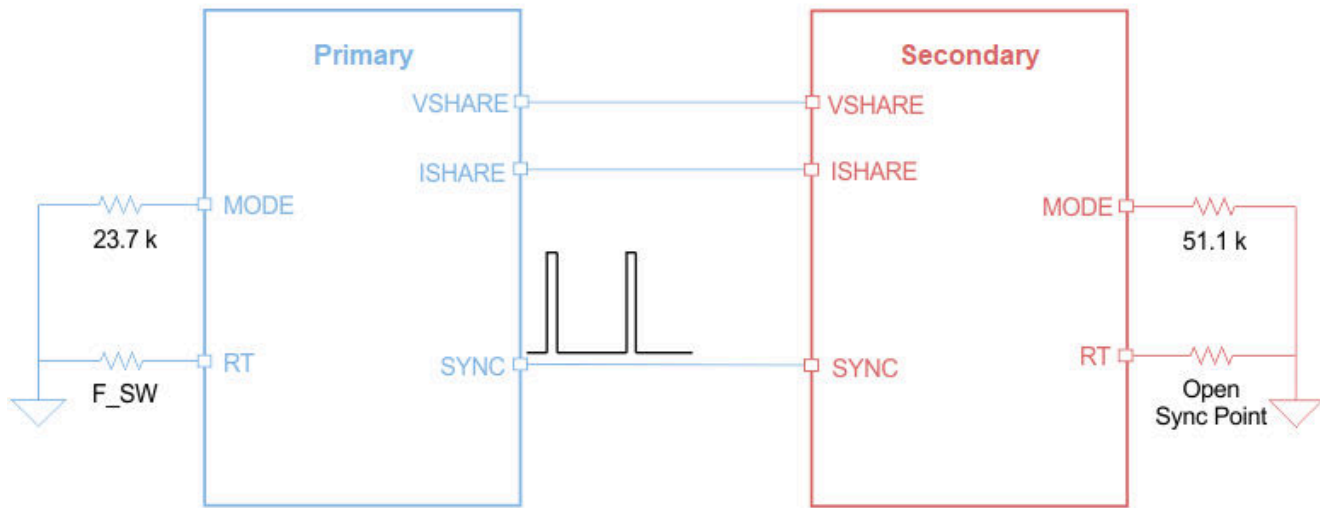 Primary
VSHARE
ISHARE
MODE
23.7 k
RT
F_SW
SYNC
Secondary
VSHARE
ISHARE
MODE
51.1 k
SYNC
RT
Open
Sync Point